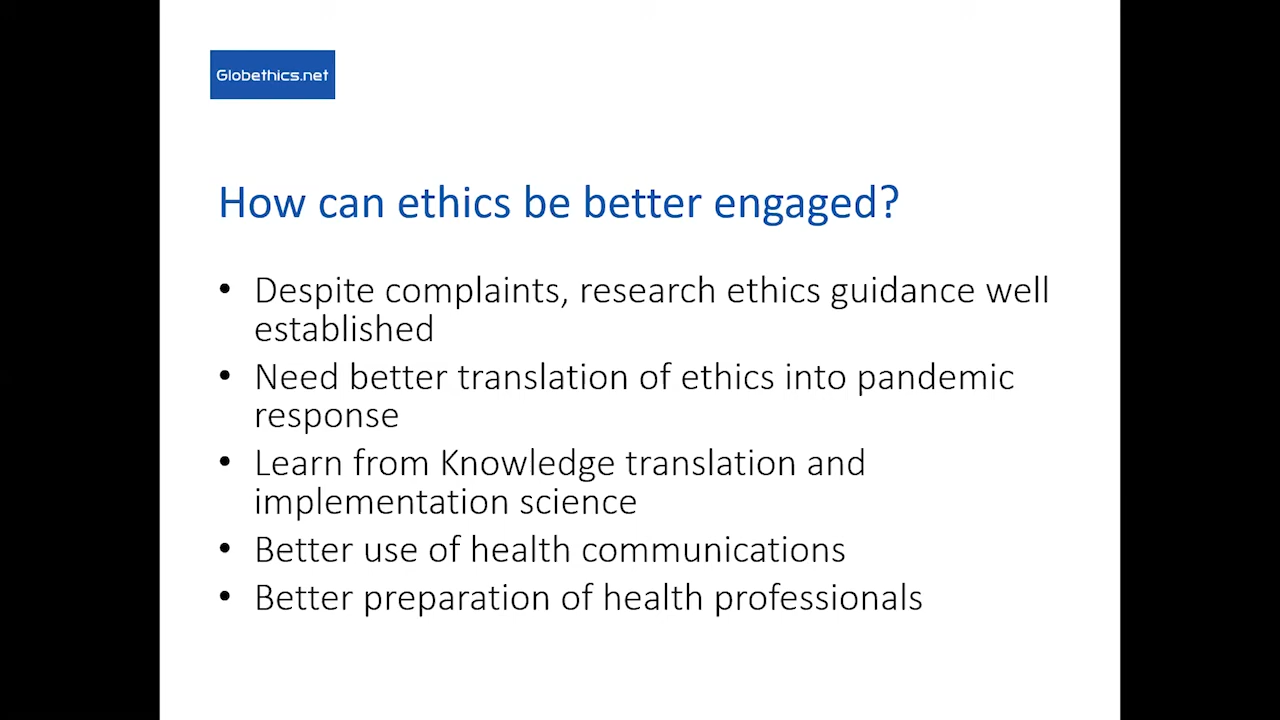 Globethics.net
How can ethics be better engaged?
• Despite complaints, research ethics guidance well
established
• Need better translation of ethics into pandemic
response
• Learn from Knowledge translation and
implementation science
• Better use of health communications
• Better preparation of health professionals